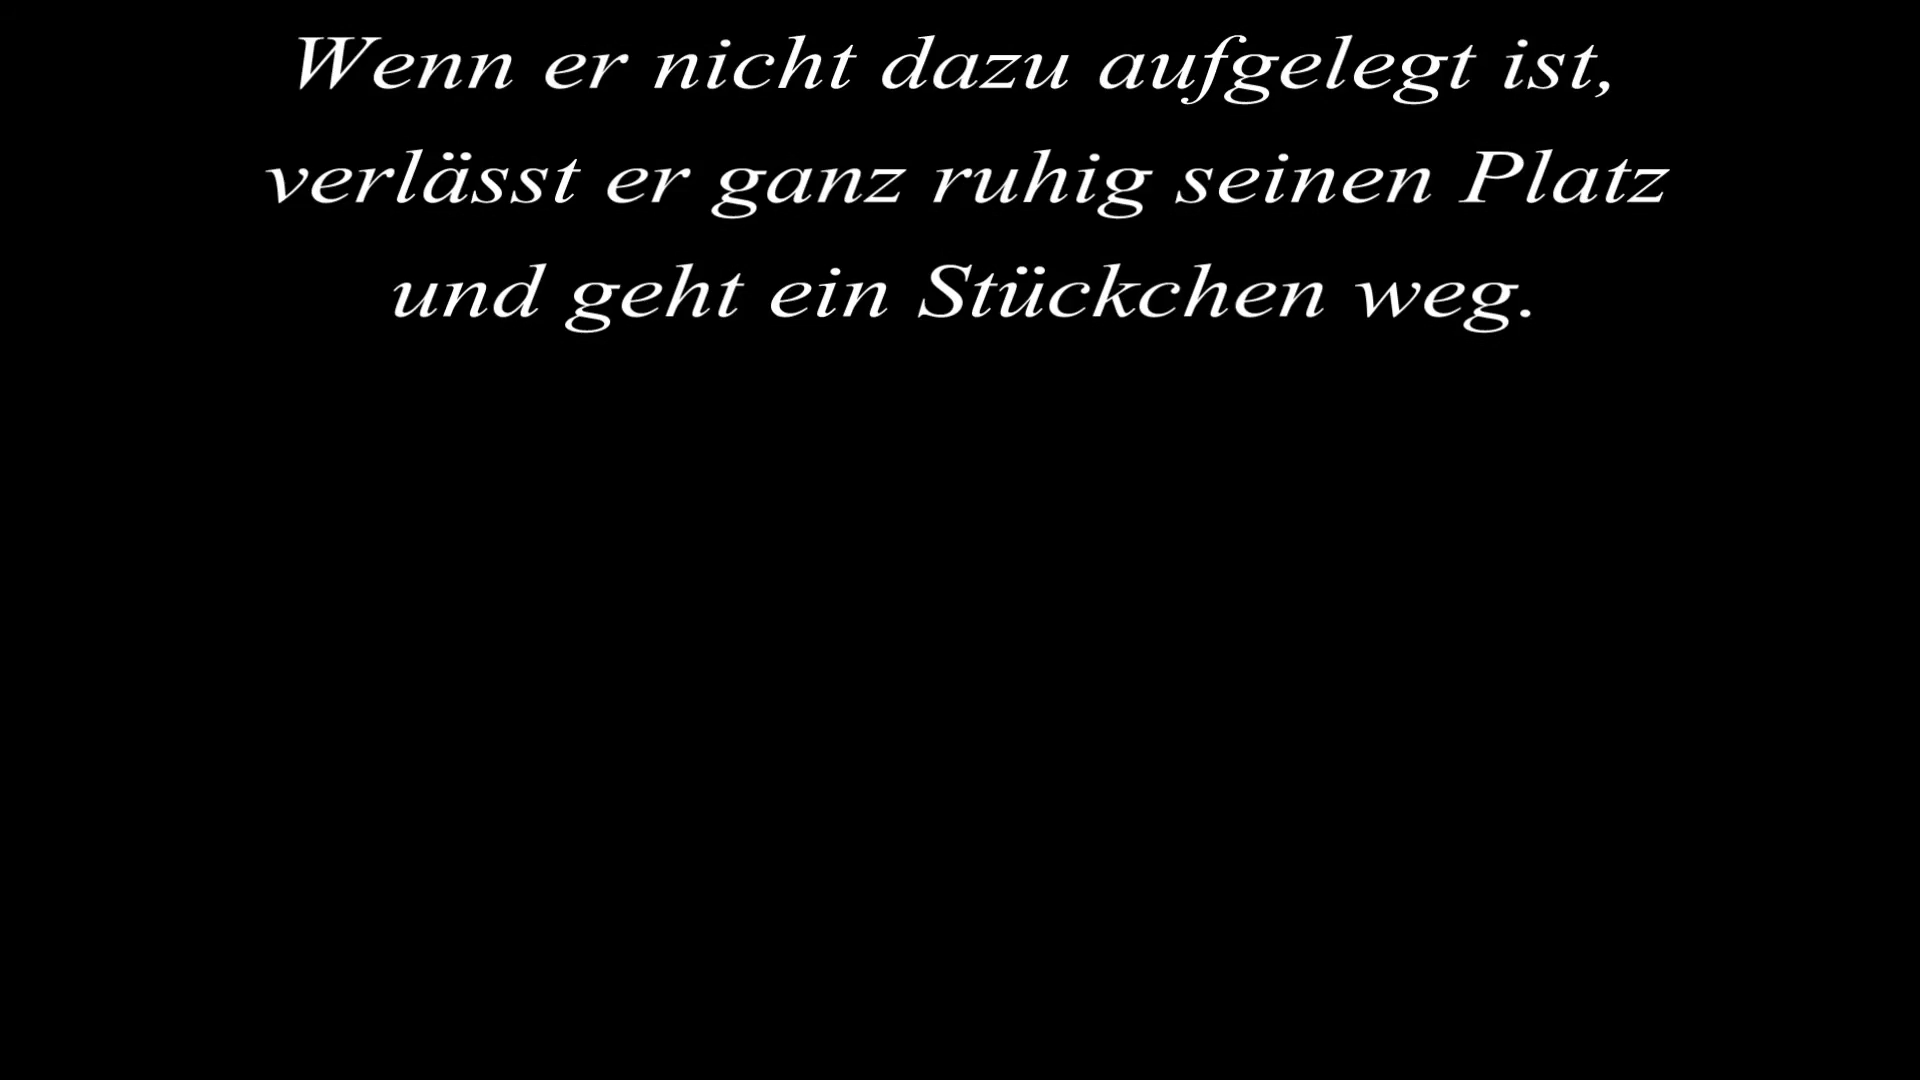 Wenn er nicht dazu aufgelegt ist,
verlässt er ganz ruhig seinen Platz
und geht ein Stückchen weg.